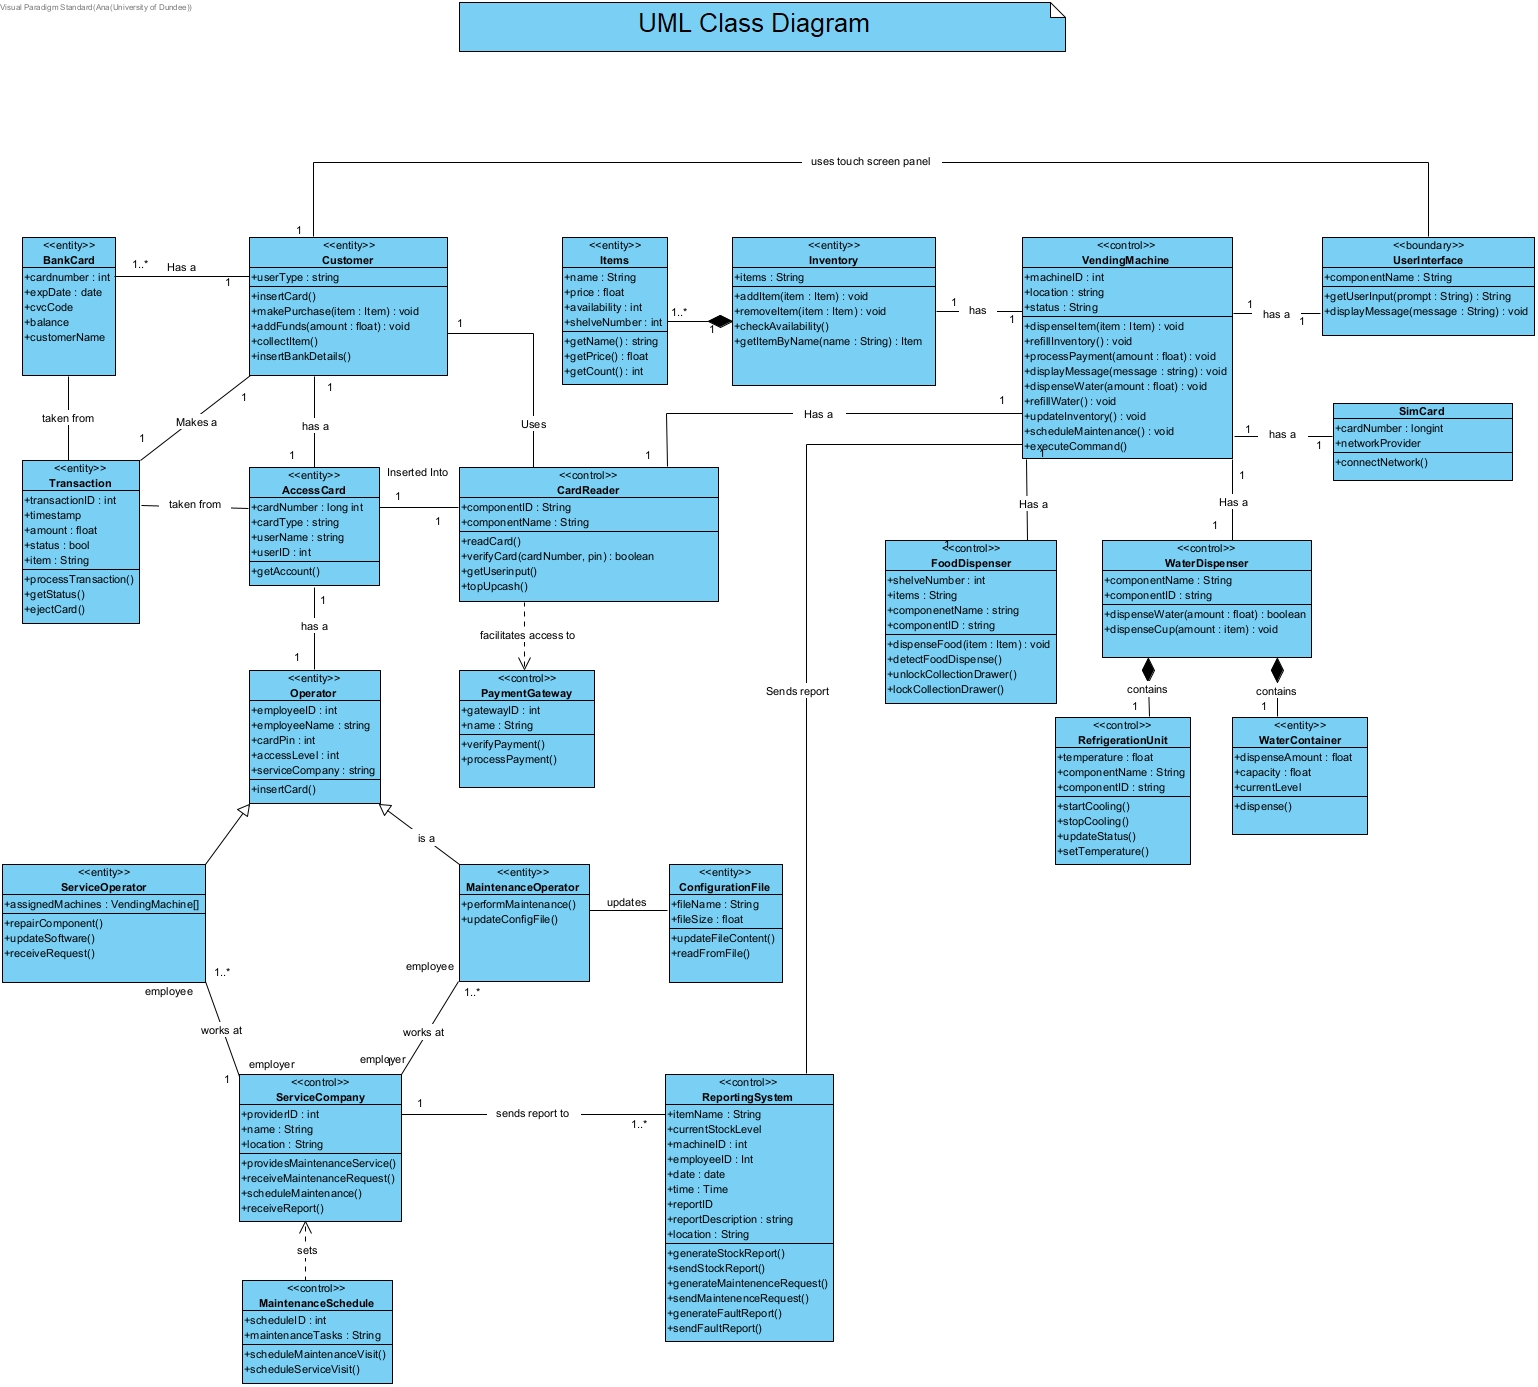 Visual Paradigm Standard(Ana(University of Dundee))
UML Class Diagram
uses touch screen panel
1
<<entity>>
BankCard
+cardnumber : int
+expDate : date
+cvcCode
+balance
+customerName
1..*
Has a
1
<<entity>>
Customer
+userType : string
+insertCard()
+makePurchase(item : Item) : void
+addFunds(amount : float) : void
+collectItem()
+insertBankDetails()
<<entity>>
Items
+name : String
+price : float
+availability : int
+shelveNumber : int
+getName() : string
+getPrice() : float
+getCount() : int
1..*
1
<<entity>>
Inventory
+items : String
+addItem(item : Item) : void
+removeItem(item : Item) : void
+checkAvailability()
+getItemByName(name : String) : Item
1
has
1
<<control>>
VendingMachine
+machineID : int
+location : string
+status : String
+dispenseItem(item : Item) : void
+refillInventory() : void
+processPayment(amount : float) : void
+displayMessage(message : string) : void
+dispenseWater(amount : float) : void
+refillWater() : void
+updateInventory() : void
+scheduleMaintenance() : void
+executeCommand()
1
has a
1
<<boundary>>
UserInterface
+componentName : String
+getUserInput(prompt : String) : String
+displayMessage(message : String) : void
1
has a
1
SimCard
+cardNumber : longint
+networkProvider
+connectNetwork()
taken from
1
Makes a
1
1
has a
1
1
Uses
1
Has a
1
<<entity>>
Transaction
+transactionID : int
+timestamp
+amount : float
+status : bool
+item : String
+processTransaction()
+getStatus()
+ejectCard()
taken from
<<entity>>
AccessCard
+cardNumber : long int
+cardType : string
+userName : string
+userID : int
+getAccount()
Inserted Into
1
1
<<control>>
CardReader
+componentID : String
+componentName : String
+readCard()
+verifyCard(cardNumber, pin) : boolean
+getUserinput()
+topUpcash()
1
Has a
1
<<control>>
FoodDispenser
+shelveNumber : int
+items : String
+componenetName : string
+componentID : string
+dispenseFood(item : Item) : void
+detectFoodDispense()
+unlockCollectionDrawer()
+lockCollectionDrawer()
1
Has a
1
<<control>>
WaterDispenser
+componentName : String
+componentID : string
+dispenseWater(amount : float) : boolean
+dispenseCup(amount : item) : void
1
has a
1
facilitates access to
<<entity>>
Operator
+employeeID : int
+employeeName : string
+cardPin : int
+accessLevel : int
+serviceCompany : string
+insertCard()
<<control>>
PaymentGateway
+gatewayID : int
+name : String
+verifyPayment()
+processPayment()
Sends report
contains
1
contains
1
<<control>>
RefrigerationUnit
+temperature : float
+componentName : String
+componentID : string
+startCooling()
+stopCooling()
+updateStatus()
+setTemperature()
<<entity>>
WaterContainer
+dispenseAmount : float
+capacity : float
+currentLevel
+dispense()
is a
<<entity>>
ServiceOperator
+assignedMachines : VendingMachine[]
+repairComponent()
+updateSoftware()
+receiveRequest()
<<entity>>
MaintenanceOperator
+performMaintenance()
+updateConfigFile()
updates
<<entity>>
ConfigurationFile
+fileName : String
+fileSize : float
+updateFileContent()
+readFromFile()
1..*
employee
works at
employer
1
employee
1..*
works at
employer
1
<<control>>
ServiceCompany
+providerID : int
+name : String
+location : String
+providesMaintenanceService()
+receiveMaintenanceRequest()
+scheduleMaintenance()
+receiveReport()
1
sends report to
1..*
<<control>>
ReportingSystem
+itemName : String
+currentStockLevel
+machineID : int
+employeeID : Int
+date : date
+time : Time
+reportID
+reportDescription : string
+location : String
+generateStockReport()
+sendStockReport()
+generateMaintenenceRequest()
+sendMaintenenceRequest()
+generateFaultReport()
+sendFaultReport()
sets
<<control>>
MaintenanceSchedule
+scheduleID : int
+maintenanceTasks : String
+scheduleMaintenanceVisit()
+scheduleServiceVisit()